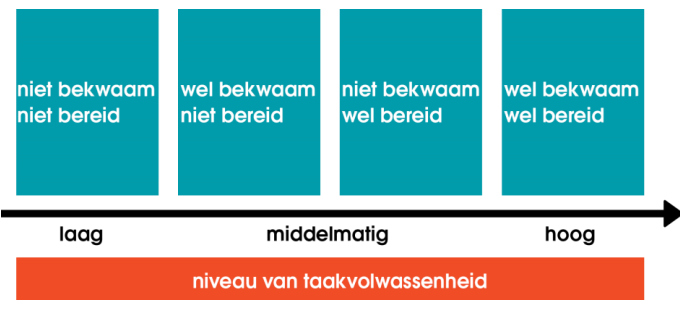 niet bekwaam
niet bereid
wel bekwaam
niet bereid
niet bekwaam
wel bereid
wel bekwaam
wel bereid
laag
middelmatig
hoog
niveau van taakvolwassenheid